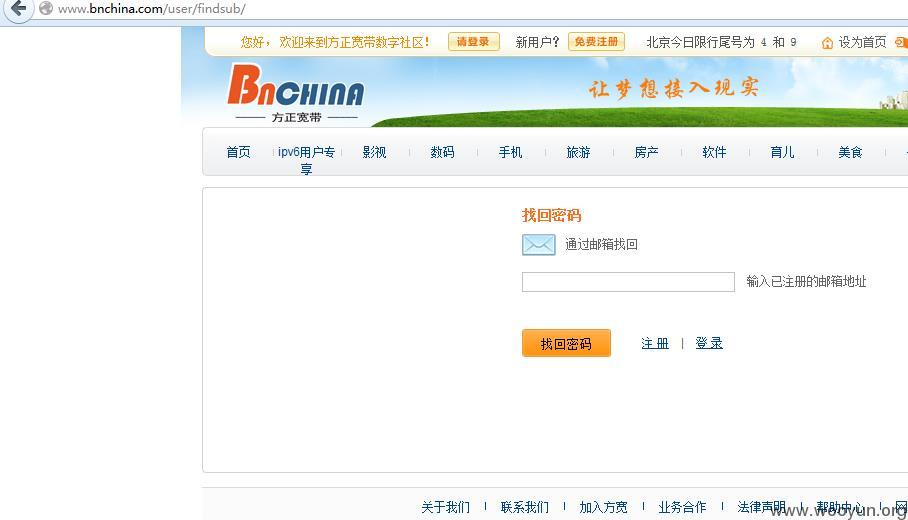 www.bnchina.com/user/findsub/
您好，欢迎来到方正宽带数字社区！ 请登录 新用户？ 免费注册 北京今日限行尾号为 4 和 9 设为首页
BNCHINA
方正宽带
让梦想接入现实
首页 ipv6用户专享 影视 数码 手机 旅游 房产 软件 育儿 美食
找回密码
通过邮箱找回
输入已注册的邮箱地址
找回密码 注册 | 登录
关于我们 联系我们 加入方宽 业务合作 法律声明 帮助中心 网
www.wooyun.org